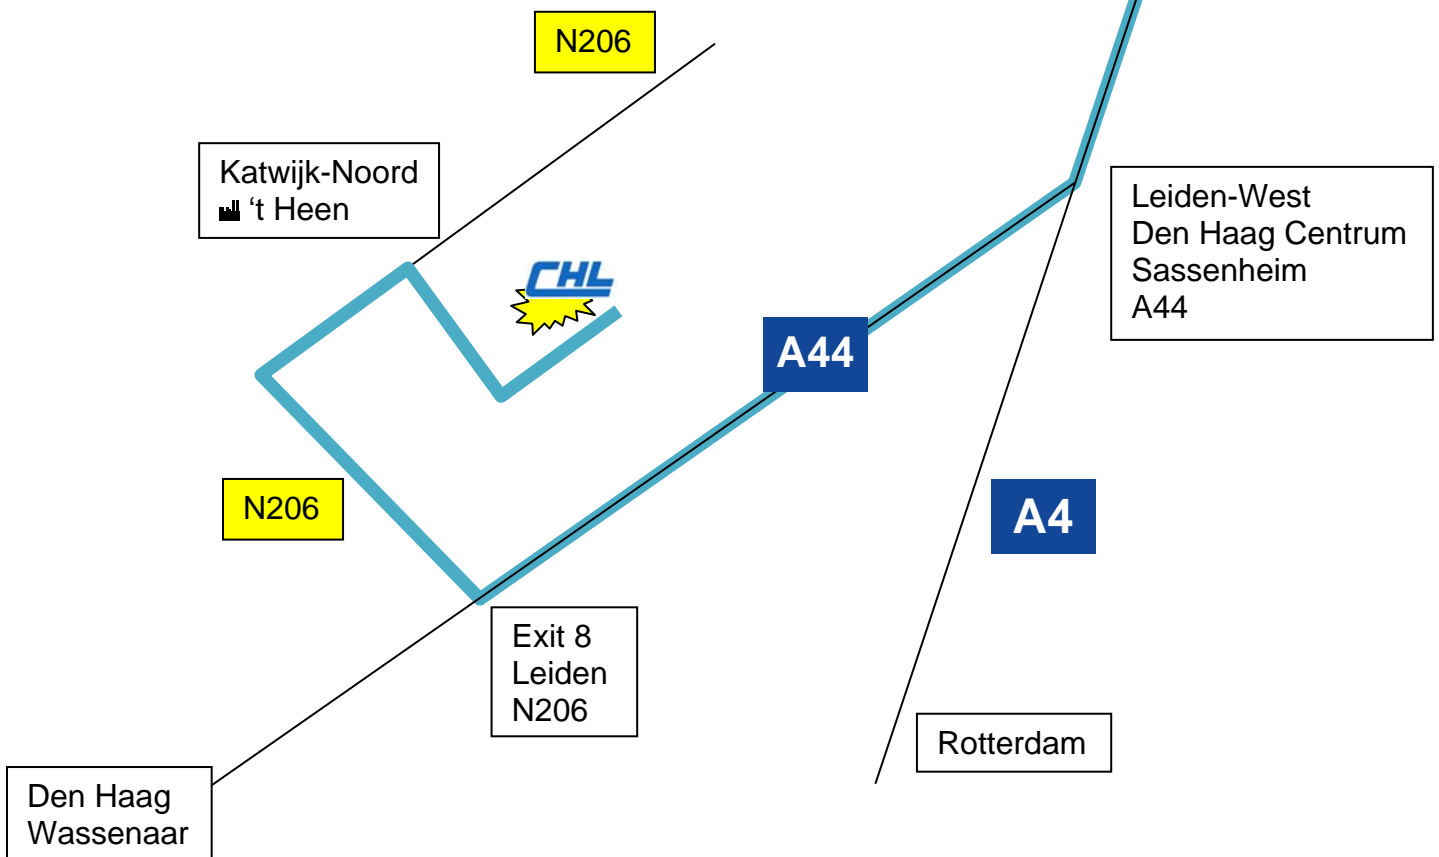 N206
Katwijk-Noord
‘t Heen
Leiden-West
Den Haag Centrum
Sassenheim
A44
CHL
A44
N206
A4
Exit 8
Leiden
N206
Rotterdam
Den Haag
Wassenaar